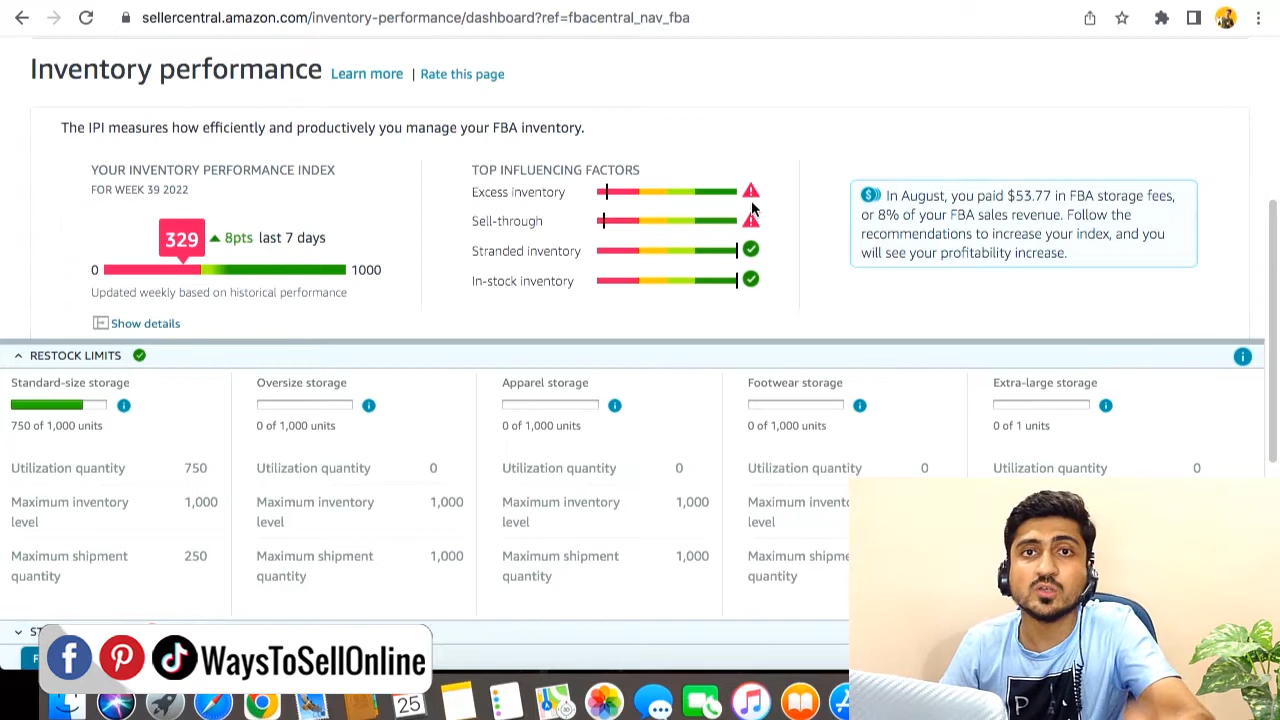 sellercentral.amazon.com/inventory-performance/dashboard?ref=fbacentral_nav_fba
Inventory performance Learn more | Rate this page
The IPI measures how efficiently and productively you manage your FBA inventory.
YOUR INVENTORY PERFORMANCE INDEX
FOR WEEK 39 2022
329 8pts last 7 days
0 1000
Updated weekly based on historical performance
Show details
TOP INFLUENCING FACTORS
Excess inventory
Sell-through
Stranded inventory
In-stock inventory
In August, you paid $53.77 in FBA storage fees,
or 8% of your FBA sales revenue. Follow the
recommendations to increase your index, and you
will see your profitability increase.
RESTOCK LIMITS
Standard-size storage
750 of 1,000 units
Utilization quantity 750
Maximum inventory level 1,000
Maximum shipment quantity 250
Oversize storage
0 of 1,000 units
Utilization quantity 0
Maximum inventory level 1,000
Maximum shipment quantity 1,000
Apparel storage
0 of 1,000 units
Utilization quantity 0
Maximum inventory level 1,000
Maximum shipment quantity 1,000
Footwear storage
0 of 1,000 units
Utilization quantity 0
Maximum
level
Maximum
quantity
Extra-large storage
0 of 1 units
Utilization quantity 0
WaysToSellOnline
25